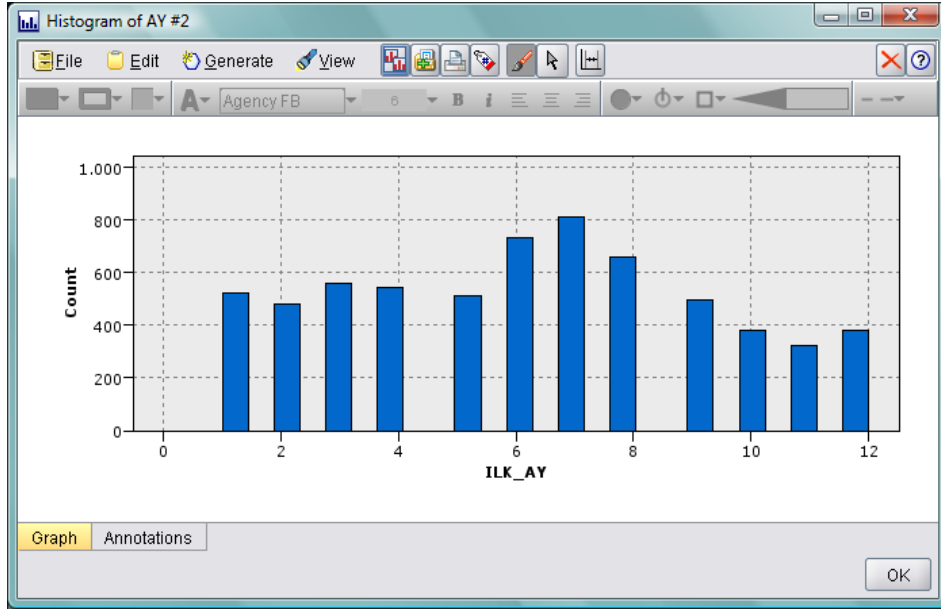 Histogram of AY #2
File Edit Generate View
A Agency FB 6 B i
1.000
800
600
400
200
0
Count
0 2 4 6 8 10 12
ILK_AY
Graph Annotations
OK